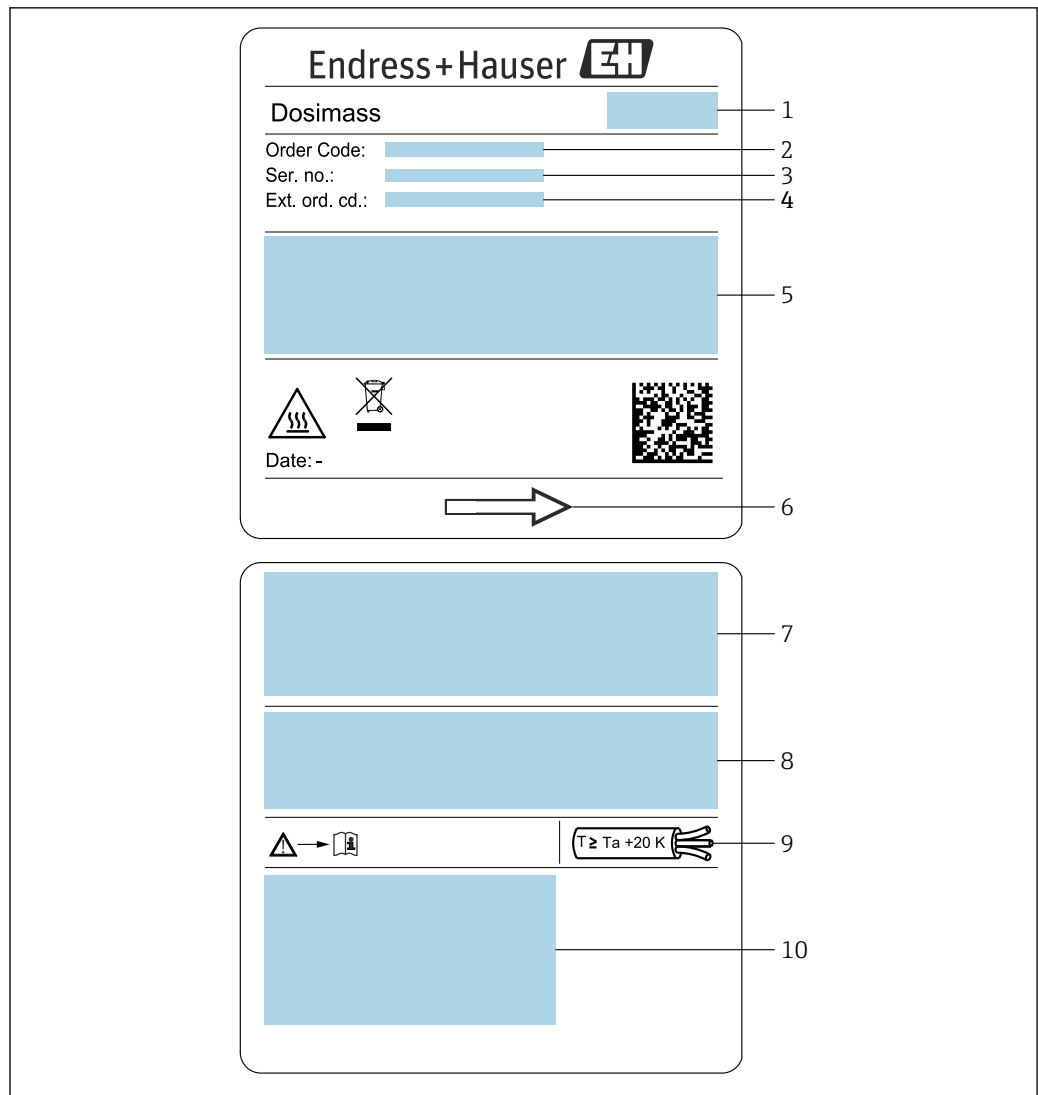 Endress+Hauser EH
Dosimass 1
Order Code: 2
Ser. no.: 3
Ext. ord. cd.: 4
5
Date: -
6
7
8
i T ≥ Ta +20 K 9
10